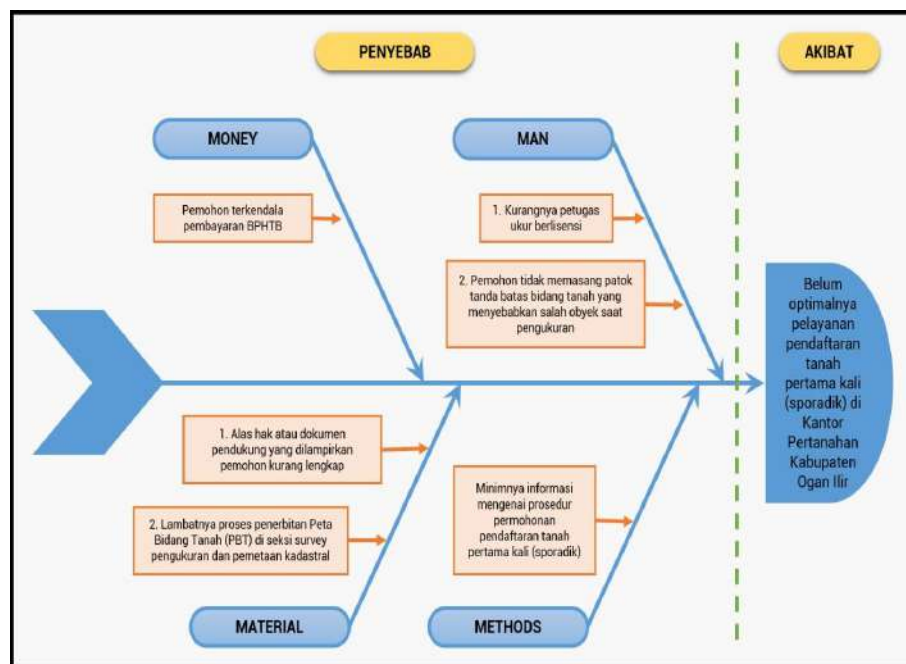 PENYEBAB
AKIBAT
MONEY
MAN
Pemohon terkendala
pembayaran BPHTB
1. Kurangnya petugas
ukur berlisensi
2. Pemohon tidak memasang patok
tanda batas bidang tanah yang
menyebabkan salah obyek saat
pengukuran
Belum
optimalnya
pelayanan
pendaftaran
tanah
pertama kali
(sporadik) di
Kantor
Pertanahan
Kabupaten
Ogan Ilir
1. Alas hak atau dokumen
pendukung yang dilampirkan
pemohon kurang lengkap
2. Lambatnya proses penerbitan Peta
Bidang Tanah (PBT) di seksi survey
pengukuran dan pemetaan kadastral
Minimnya informasi
mengenai prosedur
permohonan
pendaftaran tanah
pertama kali (sporadik)
MATERIAL
METHODS